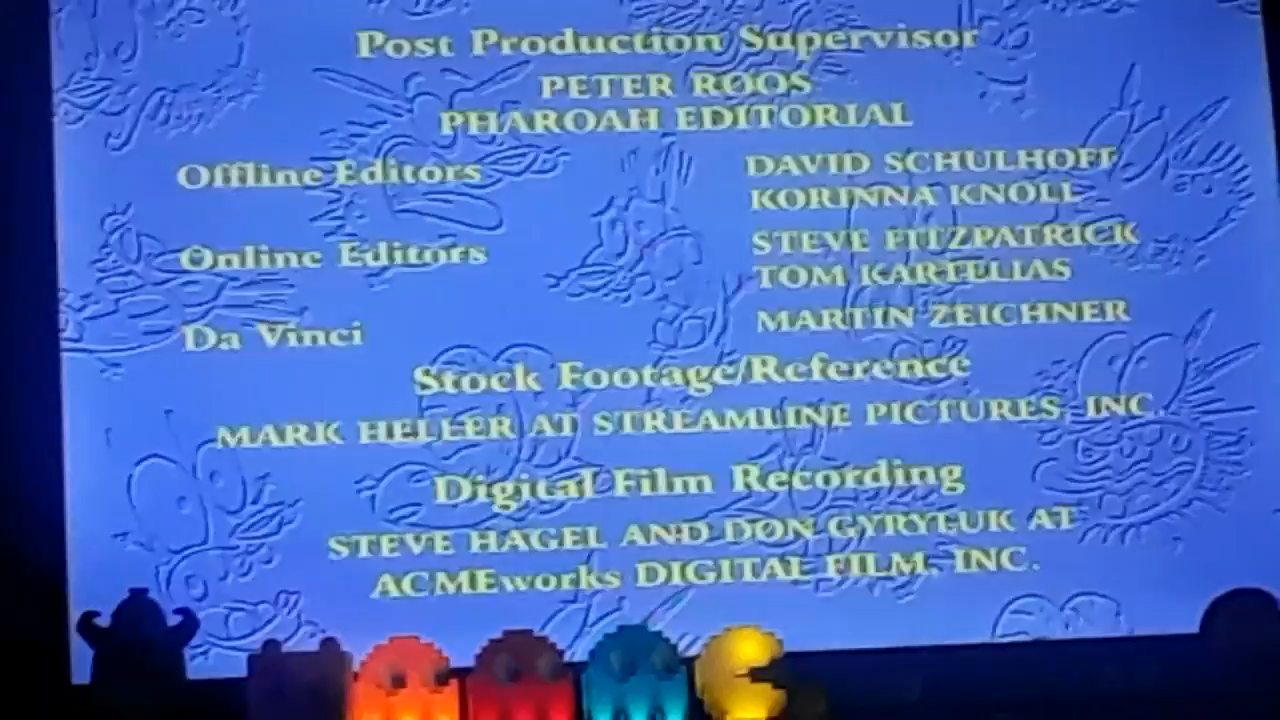 Post Production Supervisor
PETER ROOS
PHAROAH EDITORIAL
Offline Editors DAVID SCHULHOFF
KORINNA KNOLL
Online Editors STEVE FITZPATRICK
TOM KARTELIAS
Da Vinci MARTIN ZEICHNER
Stock Footage/Reference
MARK HELLER AT STREAMLINE PICTURES, INC.
Digital Film Recording
STEVE HAGEL AND DON GYRYLUK AT
ACMEworks DIGITAL FILM, INC.